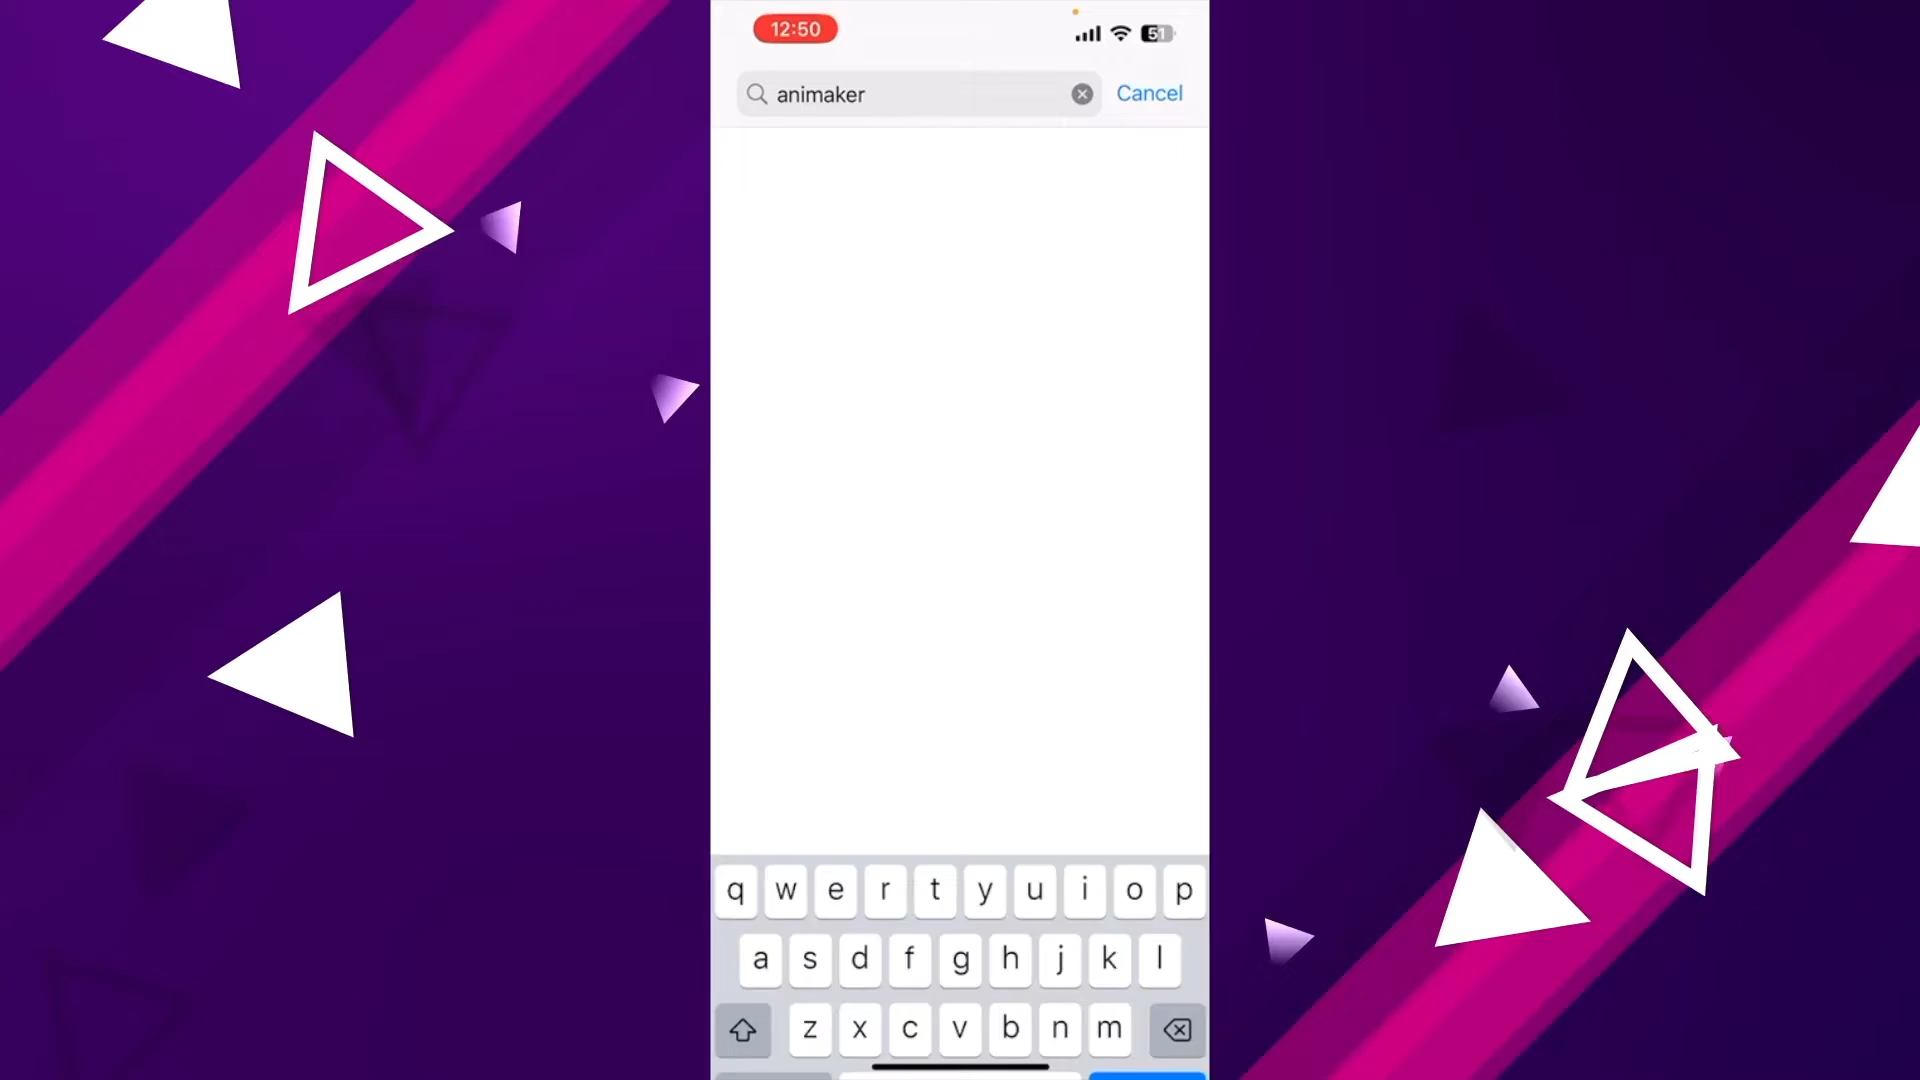 12:50 51
animaker Cancel
q w e r t y u i o p
a s d f g h j k l
z x c v b n m